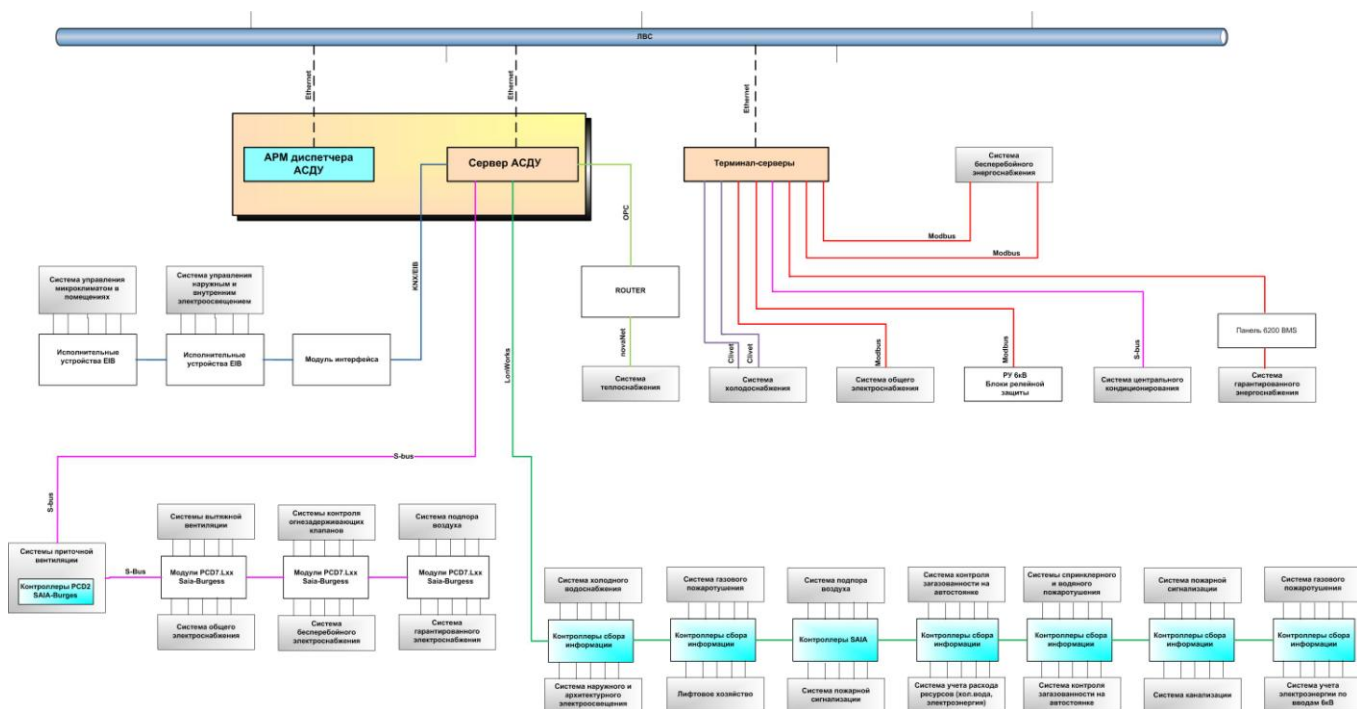 ЛВС
Ethernet
Ethernet
Ethernet
АРМ диспетчера
АСДУ
Сервер АСДУ
Терминал-серверы
Система
бесперебойного
энергоснабжения
OPC
Modbus
Modbus
KNX/EIB
Система управления
микроклиматом в
помещениях
Система управления
наружным и
внутренним
электроосвещением
ROUTER
Исполнительные
устройства EIB
Исполнительные
устройства EIB
Модуль интерфейса
Панель 6200 BMS
novaNet
LonWorks
Clivet
Clivet
Modbus
Modbus
S-bus
Система
теплоснабжения
Система
холодоснабжения
Система общего
электроснабжения
РУ 6кВ
Блоки релейной
защиты
Система центрального
кондиционирования
Система
гарантированного
энергоснабжения
S-bus
S-bus
Системы вытяжной
вентиляции
Системы контроля
огнезадерживающих
клапанов
Система подпора
воздуха
Системы приточной
вентиляции
Контроллеры PCD2
SAIA-Burges
S-Bus
Модули PCD7.Lxx
Saia-Burgess
Модули PCD7.Lxx
Saia-Burgess
Модули PCD7.Lxx
Saia-Burgess
Система общего
электроснабжения
Система
бесперебойного
электроснабжения
Система
гарантированного
электроснабжения
Система холодного
водоснабжения
Система газового
пожаротушения
Система подпора
воздуха
Система контроля
загазованности на
автостоянке
Системы спринклерного
и водяного
пожаротушения
Система пожарной
сигнализации
Система газового
пожаротушения
Контроллеры сбора
информации
Контроллеры сбора
информации
Контроллеры SAIA
Контроллеры сбора
информации
Контроллеры сбора
информации
Контроллеры сбора
информации
Контроллеры сбора
информации
Система наружного и
архитектурного
электроосвещения
Лифтовое хозяйство
Система пожарной
сигнализации
Система учета расхода
ресурсов (хол.вода,
электроэнергия)
Система контроля
загазованности на
автостоянке
Система канализации
Система учета
электроэнергии по
вводам 6кВ